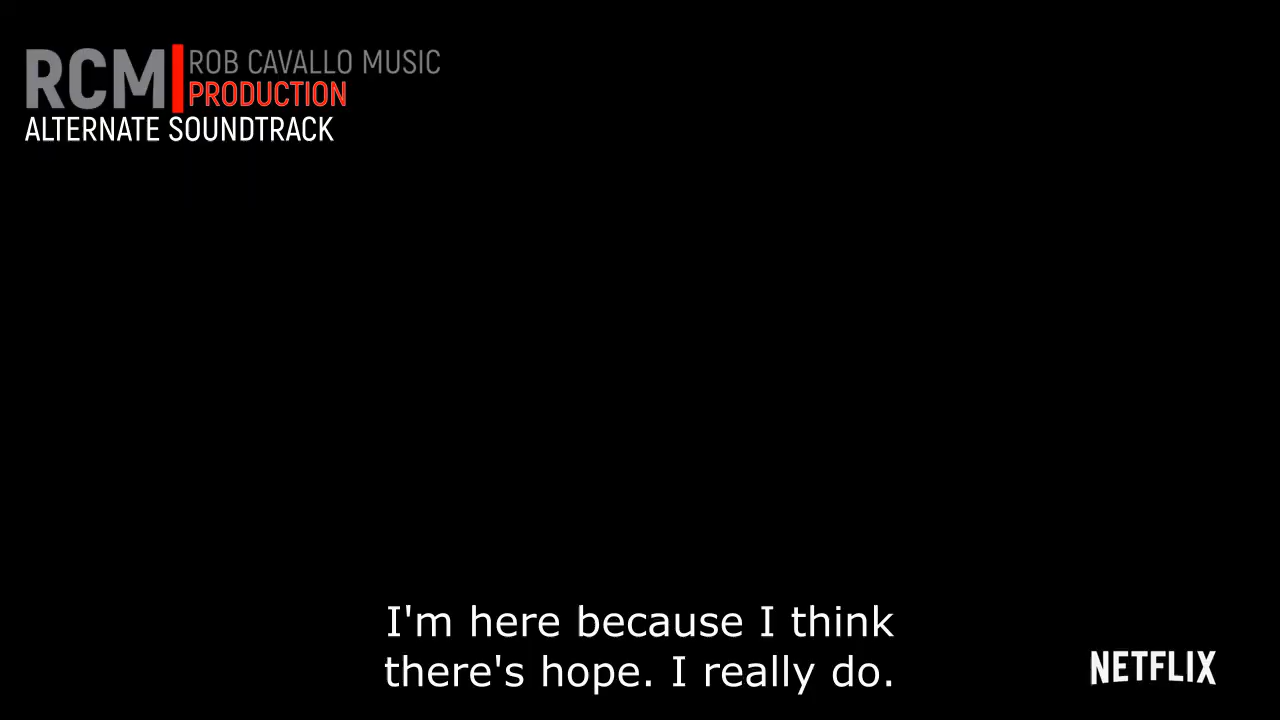 RCM
ROB CAVALLO MUSIC
PRODUCTION
ALTERNATE SOUNDTRACK
I'm here because I think
there's hope. I really do.
NETFLIX